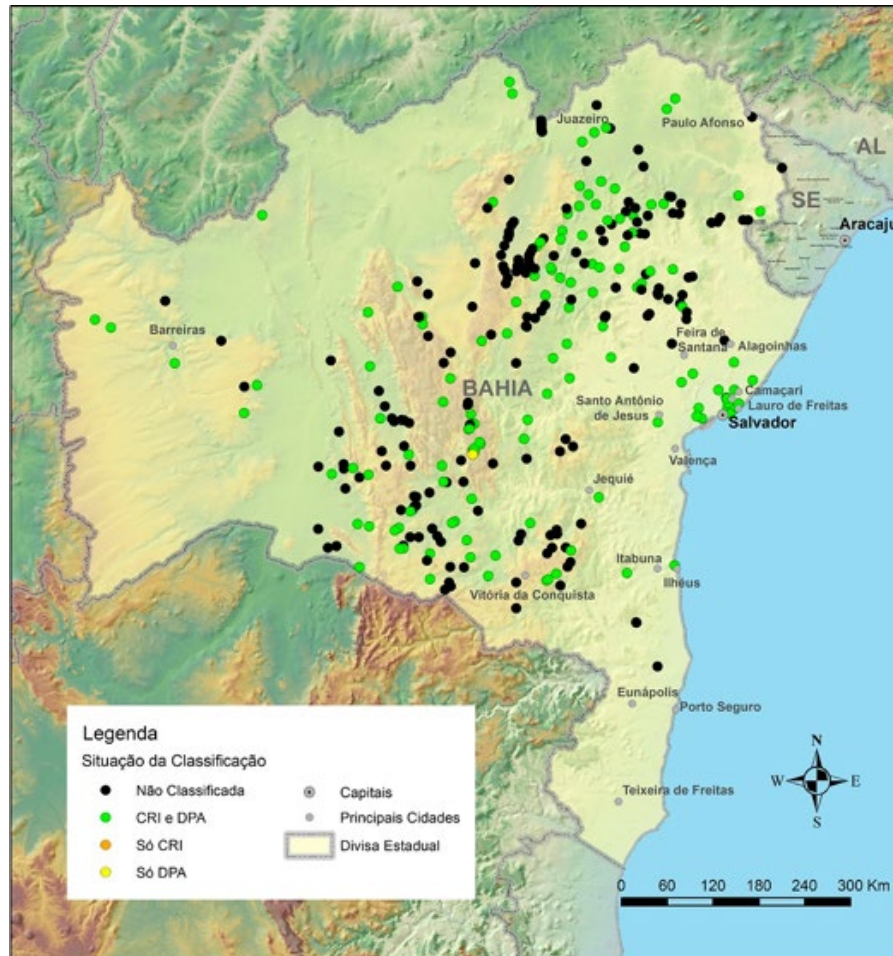 Juazeiro
Paulo Afonso
AL
SE
Aracaju
Barreiras
Feira de
Santana
Alagoinhas
BAHIA
Camaçari
Santo Antônio
de Jesus
Lauro de Freitas
Salvador
Valença
Jequié
Itabuna
Ilhéus
Vitória da Conquista
Eunápolis
Porto Seguro
Teixeira de Freitas
Legenda
Situação da Classificação
Não Classificada
CRI e DPA
Só CRI
Só DPA
Capitais
Principais Cidades
Divisa Estadual
N
W
E
S
0 60 120 180 240 300 Km